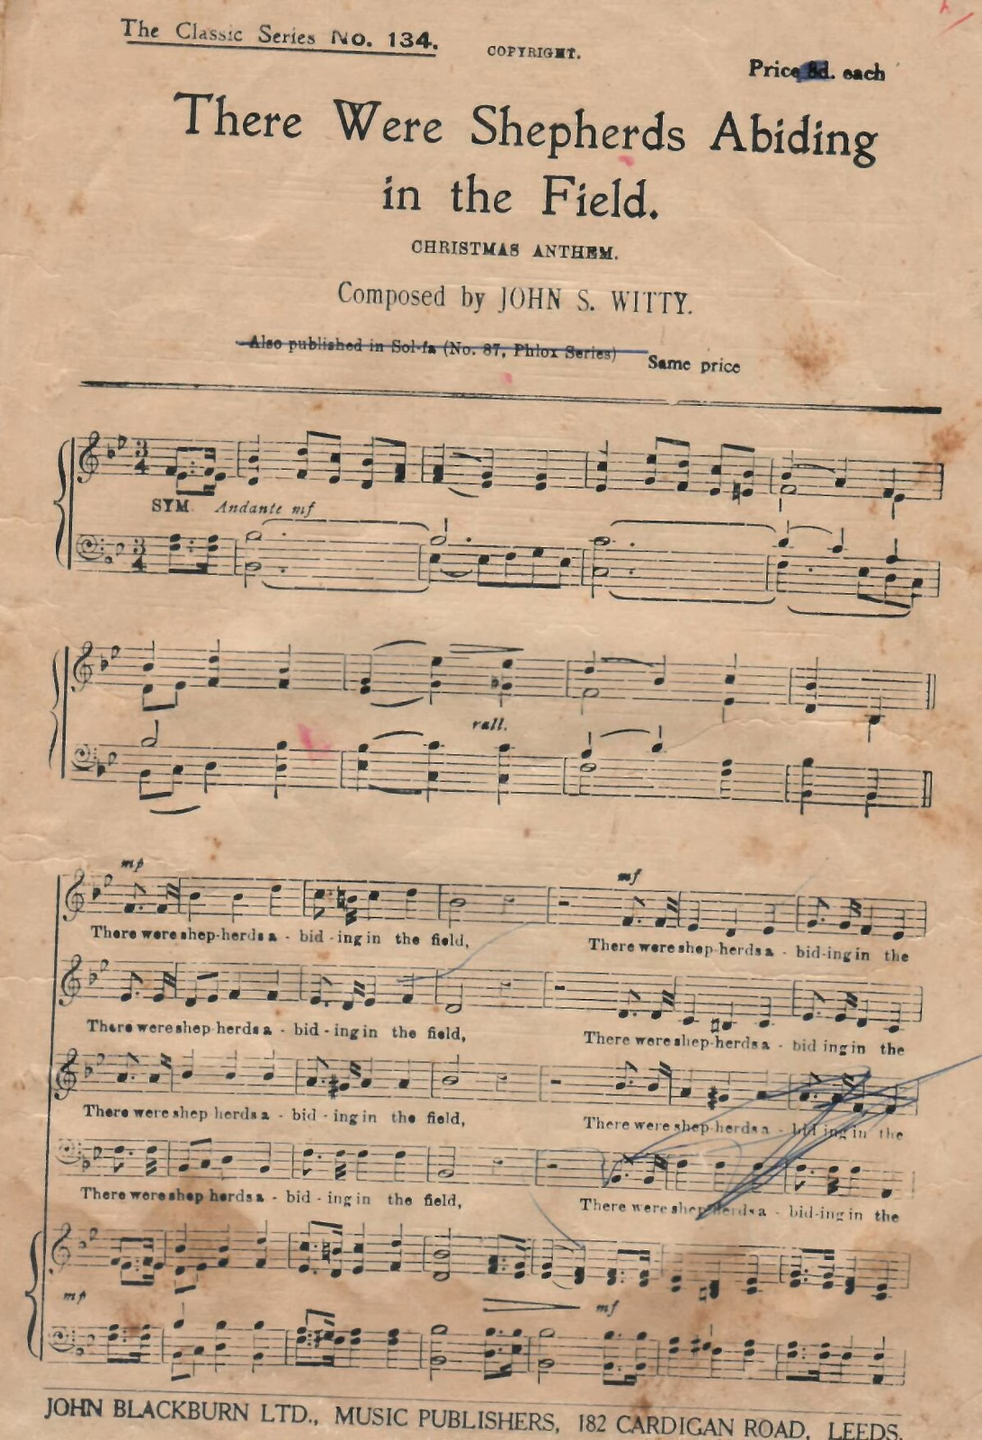 The Classic Series No. 134.
COPYRIGHT.
Price 8d. each
There Were Shepherds Abiding
in the Field.
CHRISTMAS ANTHEM.
Composed by JOHN S. WITTY.
Also published in Sol-fa (No. 87, Phlox Series) Same price
SYM. Andante mf
rall.
mp mf
There were shep-herds a - bid - ing in the field, There were shep-herds a - bid-ing in the
There were shep herds a - bid - ing in the field, There were shep-herds a - bid ing in the
There were shep herds a - bid - ing in the field, There were shep-herds a - bid ing in the
There were shep herds a - bid - ing in the field, There were shep-herds a - bid-ing in the
mp mf
JOHN BLACKBURN LTD., MUSIC PUBLISHERS, 182 CARDIGAN ROAD, LEEDS.